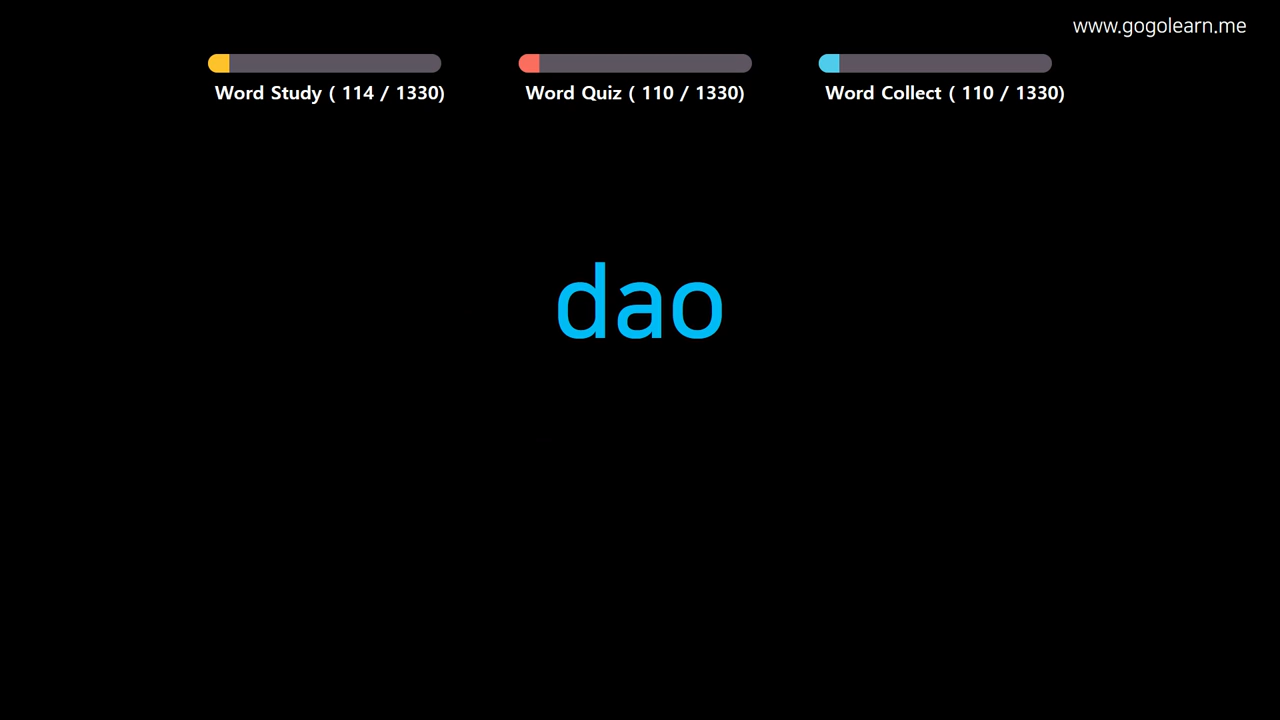 www.gogolearn.me
Word Study ( 114 / 1330)
Word Quiz ( 110 / 1330)
Word Collect ( 110 / 1330)
dao